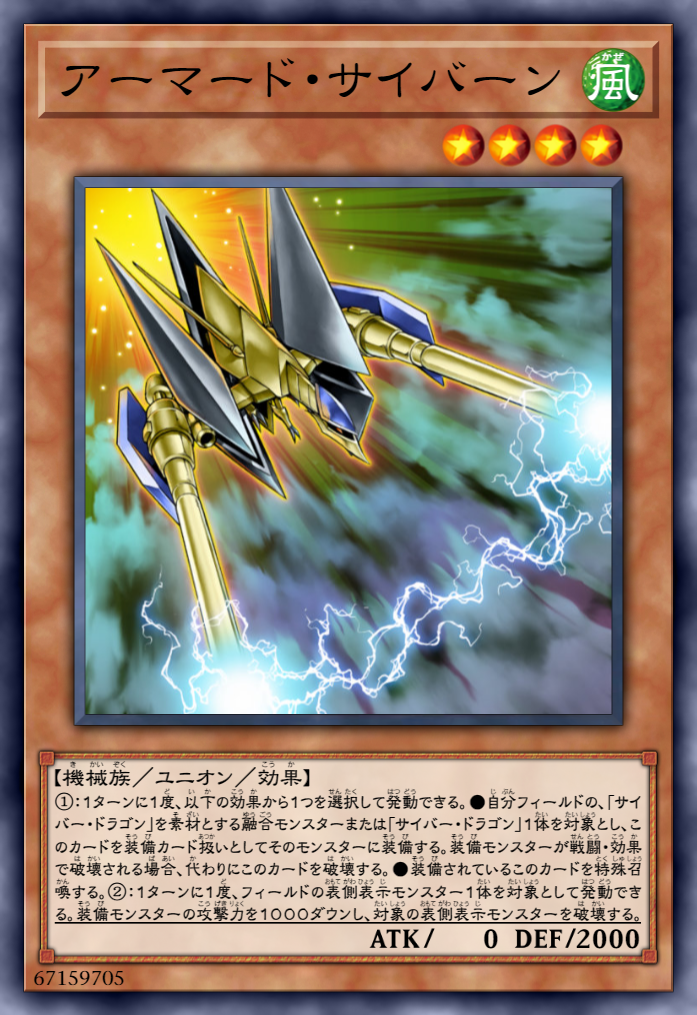 アーマード・サイバーン
風
【機械族／ユニオン／効果】
①：1ターンに1度、以下の効果から1つを選択して発動できる。●自分フィールドの、「サイ
バー・ドラゴン」を素材とする融合モンスターまたは「サイバー・ドラゴン」1体を対象とし、こ
のカードを装備カード扱いとしてそのモンスターに装備する。装備モンスターが戦闘・効果
で破壊される場合、代わりにこのカードを破壊する。●装備されているこのカードを特殊召
喚する。②：1ターンに1度、フィールドの表側表示モンスター1体を対象として発動でき
る。装備モンスターの攻撃力を1000ダウンし、対象の表側表示モンスターを破壊する。
ATK/ 0 DEF/2000
67159705